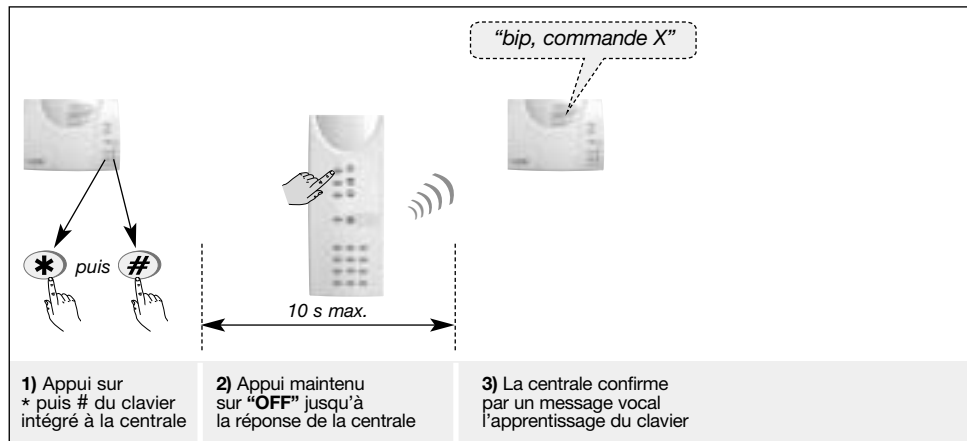 “bip, commande X”
* puis #
10 s max.
1) Appui sur
* puis # du clavier
intégré à la centrale
2) Appui maintenu
sur “OFF” jusqu’à
la réponse de la centrale
3) La centrale confirme
par un message vocal
l’apprentissage du clavier